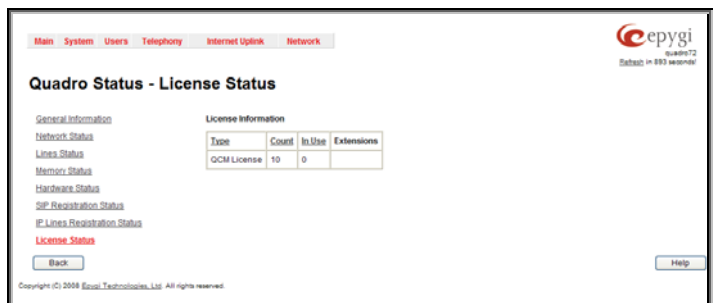 Main System Users Telephony Internet Uplink Network
epygi
quadro72
Refresh in 893 seconds!
Quadro Status - License Status
General Information
Network Status
Lines Status
Memory Status
Hardware Status
SIP Registration Status
IP Lines Registration Status
License Status
License Information
Type Count In Use Extensions
QCM License 10 0
Back
Help
Copyright (C) 2008 Epygi Technologies, Ltd. All rights reserved.